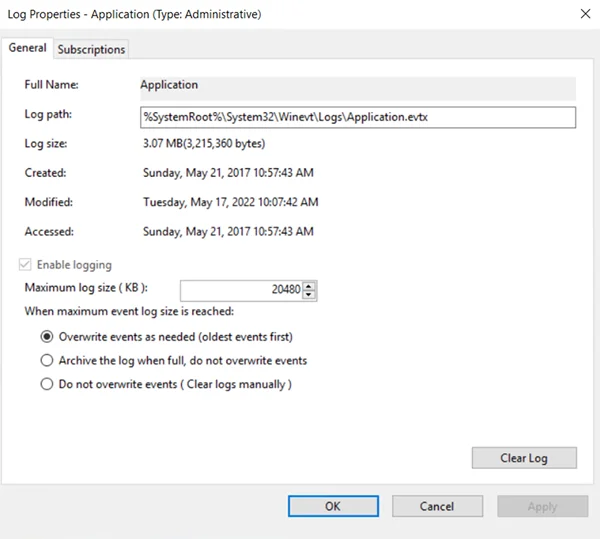 Log Properties - Application (Type: Administrative)
General Subscriptions
Full Name: Application
Log path: %SystemRoot%\System32\Winevt\Logs\Application.evtx
Log size: 3.07 MB(3,215,360 bytes)
Created: Sunday, May 21, 2017 10:57:43 AM
Modified: Tuesday, May 17, 2022 10:07:42 AM
Accessed: Sunday, May 21, 2017 10:57:43 AM
Enable logging
Maximum log size ( KB ): 20480
When maximum event log size is reached:
Overwrite events as needed (oldest events first)
Archive the log when full, do not overwrite events
Do not overwrite events ( Clear logs manually )
Clear Log
OK Cancel Apply